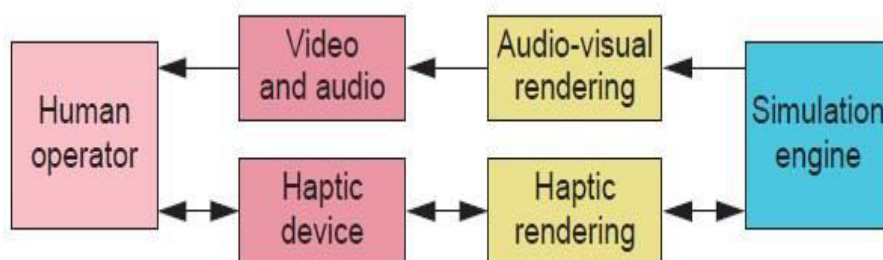 Human
operator
Video
and audio
Audio-visual
rendering
Simulation
engine
Haptic
device
Haptic
rendering